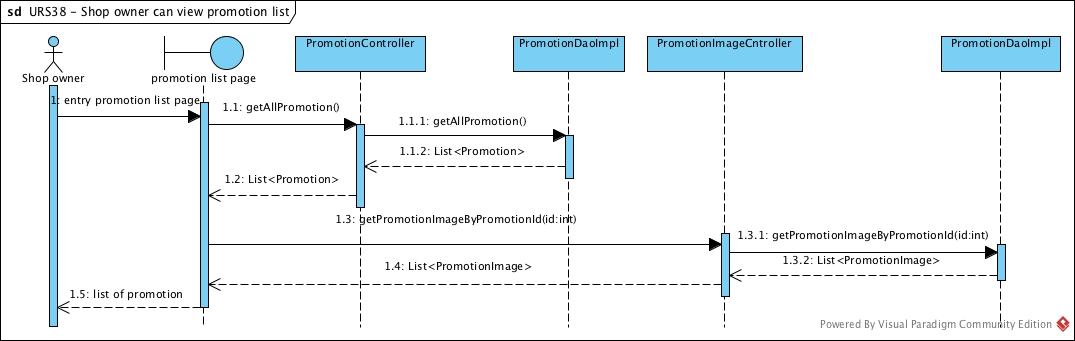 sd URS38 – Shop owner can view promotion list
PromotionController
PromotionDaoImpl
PromotionImageCntroller
PromotionDaoImpl
Shop owner
promotion list page
1: entry promotion list page
1.1: getAllPromotion()
1.1.1: getAllPromotion()
1.1.2: List<Promotion>
1.2: List<Promotion>
1.3: getPromotionImageByPromotionId(id:int)
1.3.1: getPromotionImageByPromotionId(id:int)
1.3.2: List<PromotionImage>
1.4: List<PromotionImage>
1.5: list of promotion
Powered By Visual Paradigm Community Edition